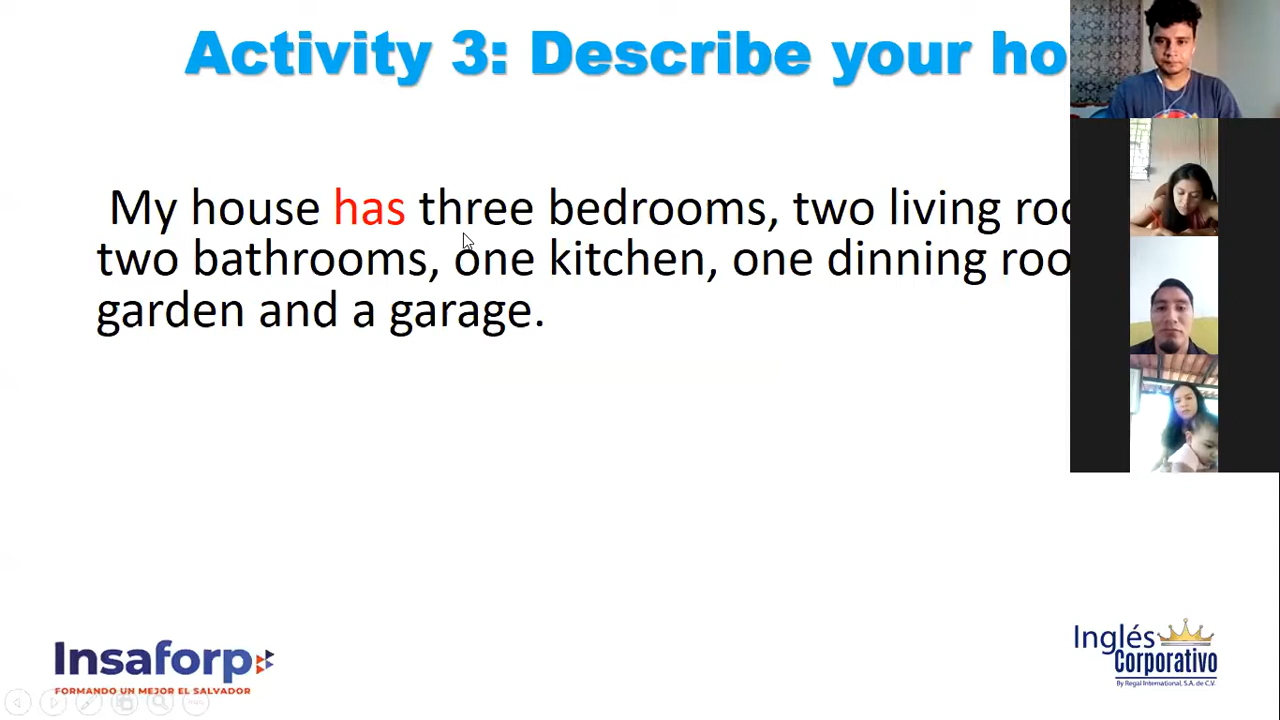 Activity 3: Describe your ho
My house has three bedrooms, two living roo
two bathrooms, one kitchen, one dinning roo
garden and a garage.
Insaforp
FORMANDO UN MEJOR EL SALVADOR
Inglés
Corporativo
By Regal International, S.A. de C.V.